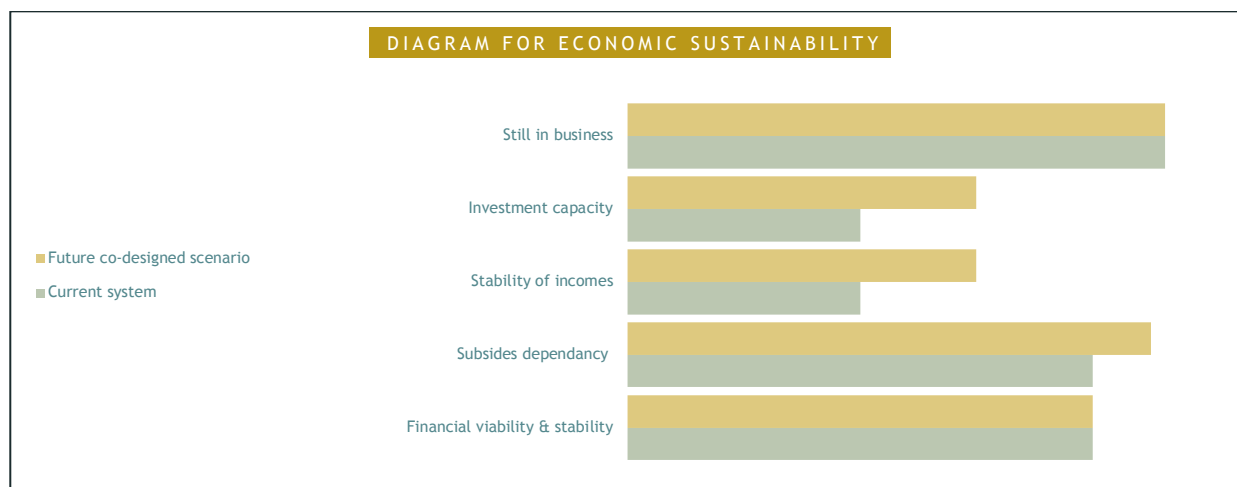 DIAGRAM FOR ECONOMIC SUSTAINABILITY
Still in business
Investment capacity
Stability of incomes
Subsides dependancy
Financial viability & stability
Future co-designed scenario
Current system